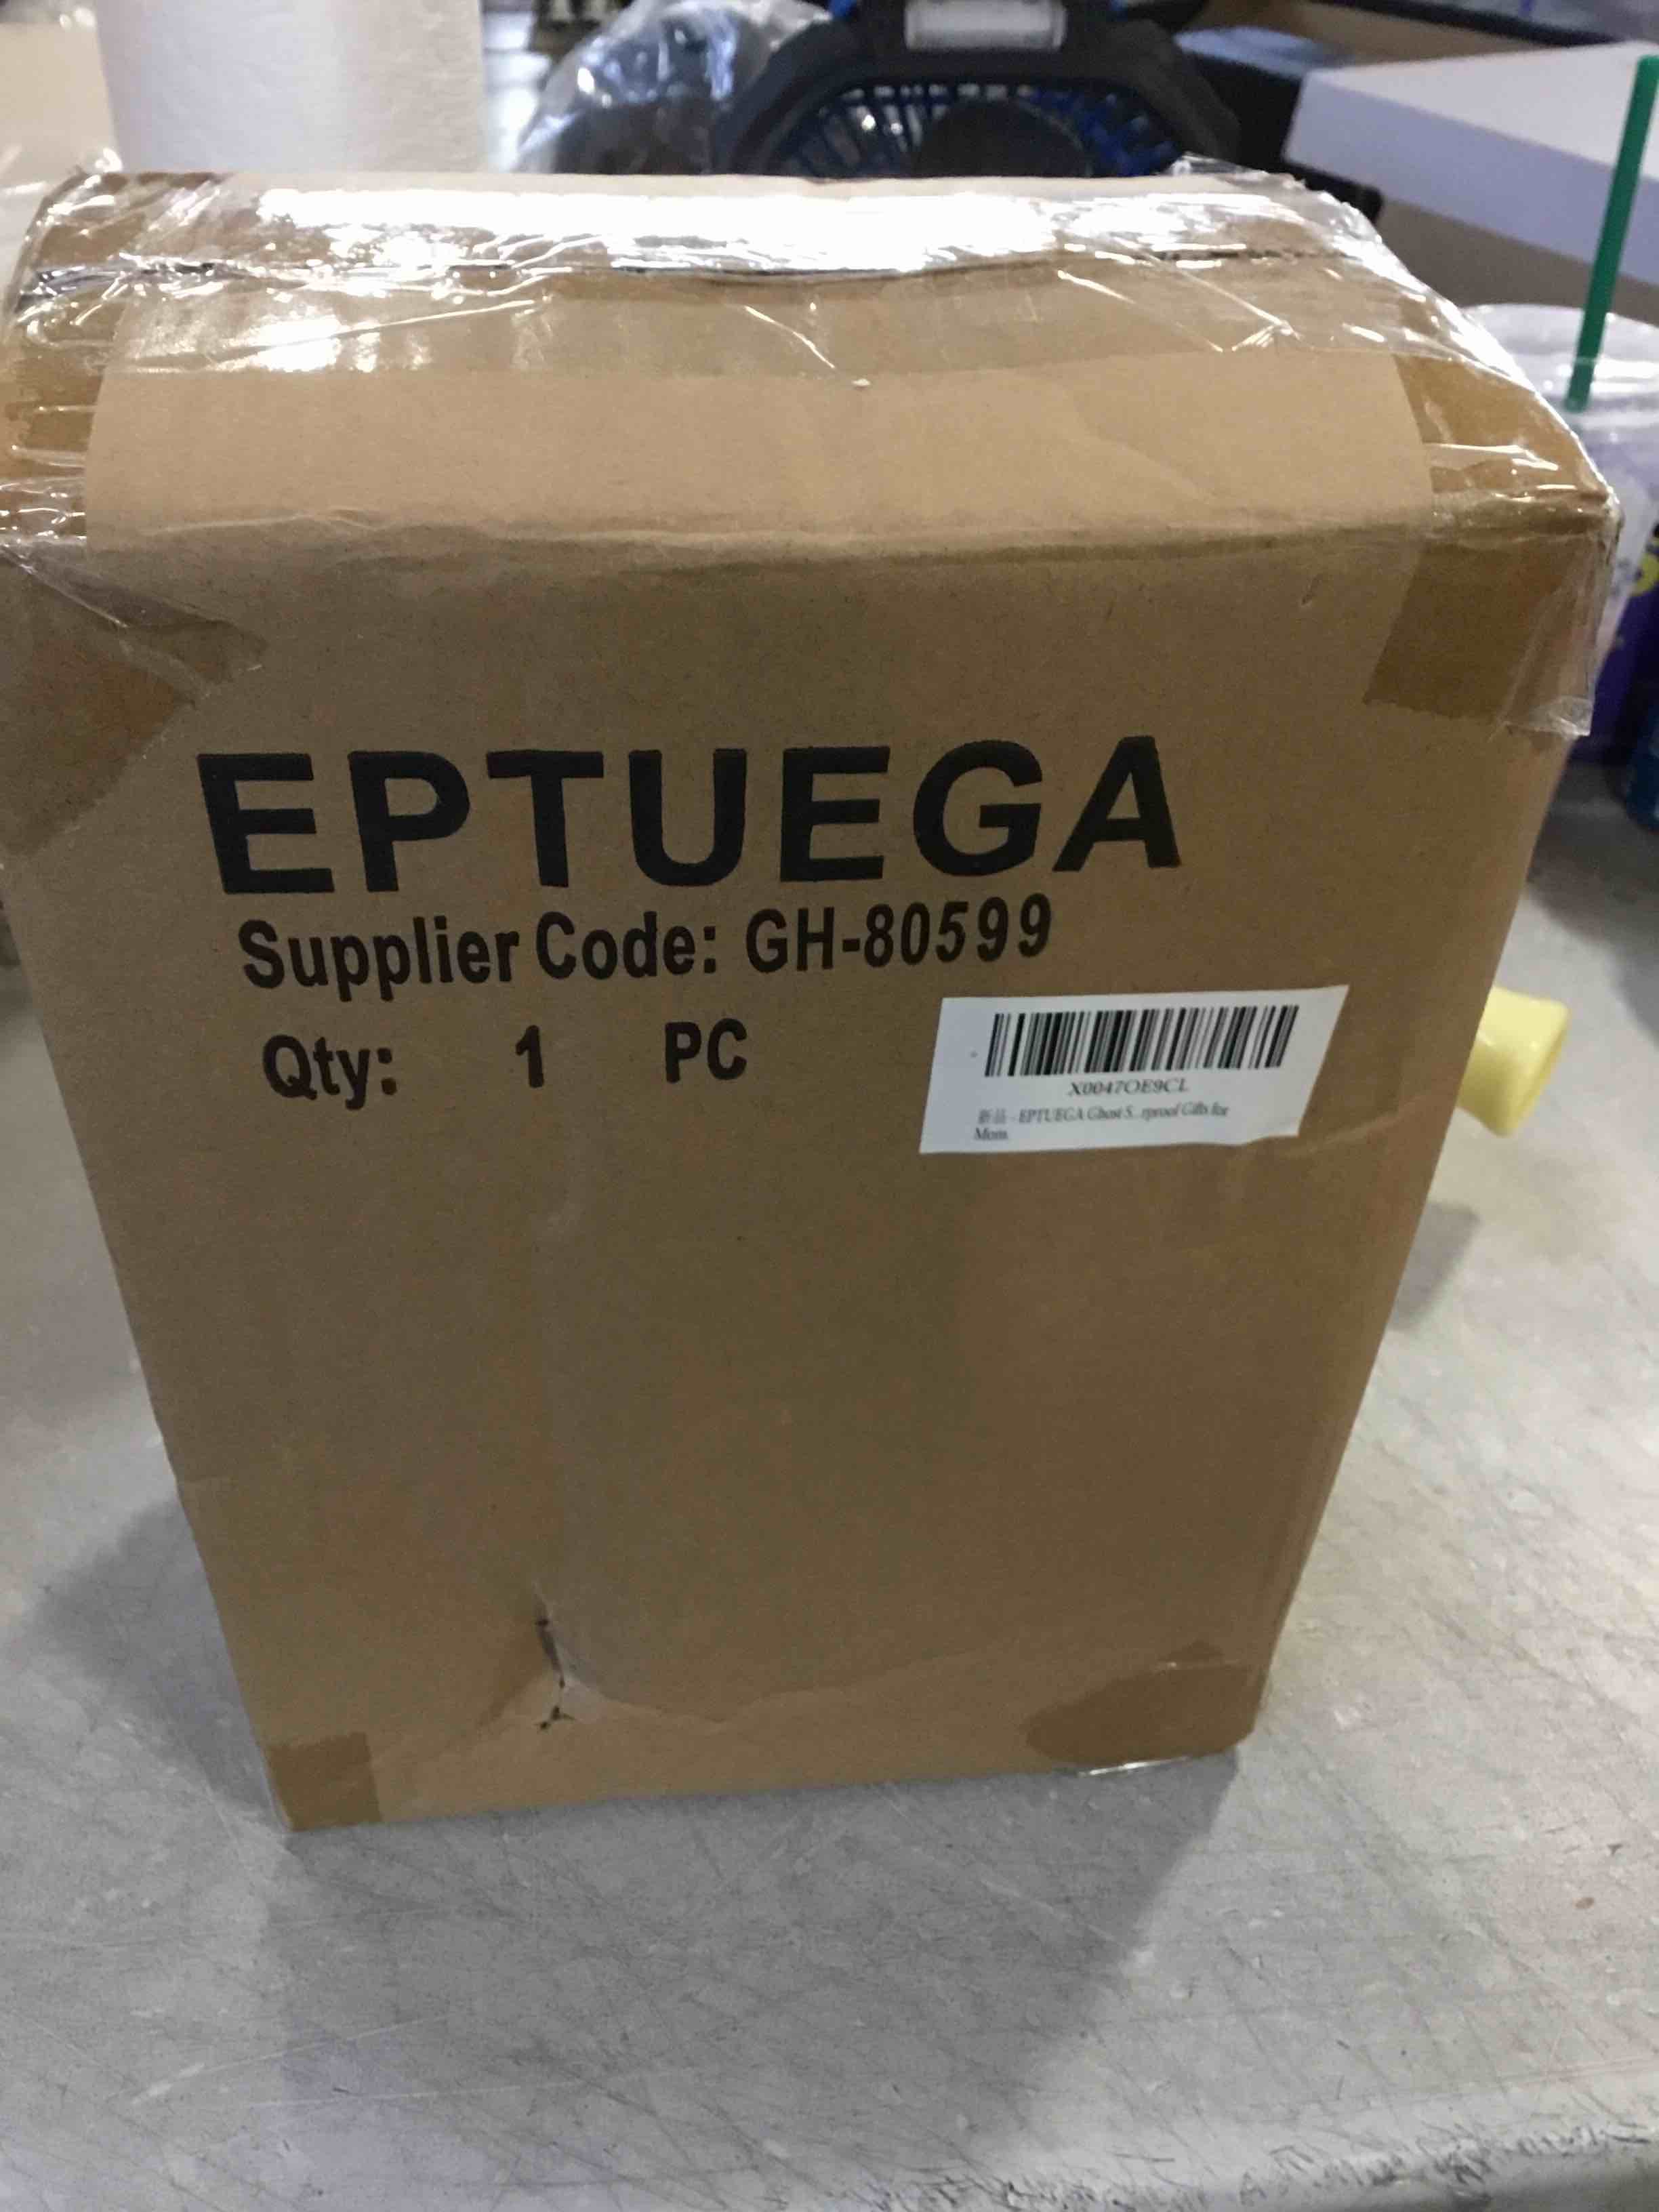 EPTUEGA
Supplier Code: GH-80599
Qty: 1 PC
X0047OE9CL
新品 - EPTUEGA Ghost S...rproof Gifts for
Mom